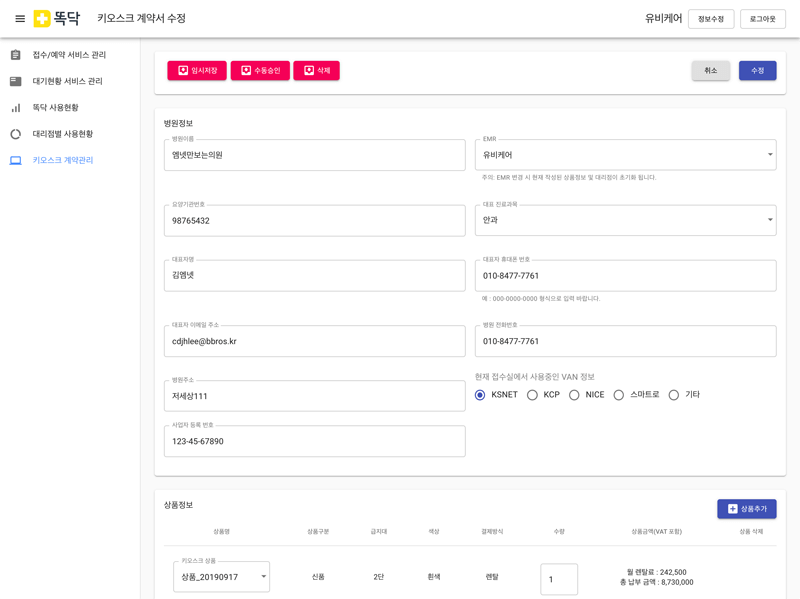 똑닥 키오스크 계약서 수정 유비케어 정보수정 로그아웃
접수/예약 서비스 관리
대기현황 서비스 관리
똑닥 사용현황
대리점별 사용현황
키오스크 계약관리
임시저장 수동승인 삭제 취소 수정
병원정보
병원이름
엠넷만보는의원
EMR
유비케어
주의: EMR 변경 시 현재 작성된 상품정보 및 대리점이 초기화 됩니다.
요양기관번호
98765432
대표 진료과목
안과
대표자명
김엠넷
대표자 휴대폰 번호
010-8477-7761
예 : 000-0000-0000 형식으로 입력 바랍니다.
대표자 이메일 주소
cdjhlee@bbros.kr
병원 전화번호
010-8477-7761
병원주소
저세상111
현재 접수실에서 사용중인 VAN 정보
KSNET KCP NICE 스마트로 기타
사업자 등록 번호
123-45-67890
상품정보
상품추가
상품명 상품구분 급지대 색상 결제방식 수량 상품금액(VAT 포함) 상품 삭제
키오스크 상품
상품_20190917 신품 2단 흰색 렌탈 1
월 렌탈료 : 242,500
총 납부 금액 : 8,730,000